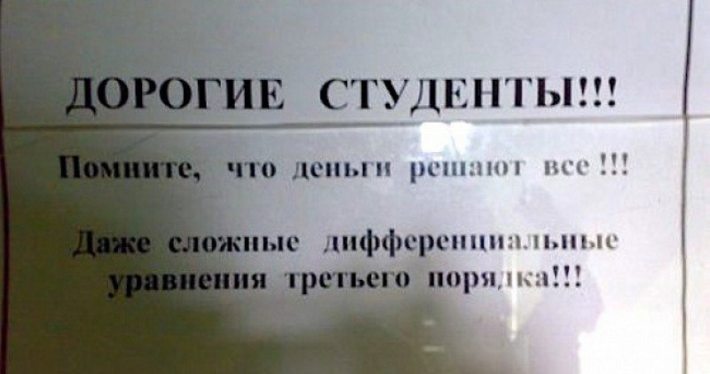 ДОРОГИЕ СТУДЕНТЫ!!!
Помните, что деньги решают все !!!
Даже сложные дифференциальные
уравнения третьего порядка!!!